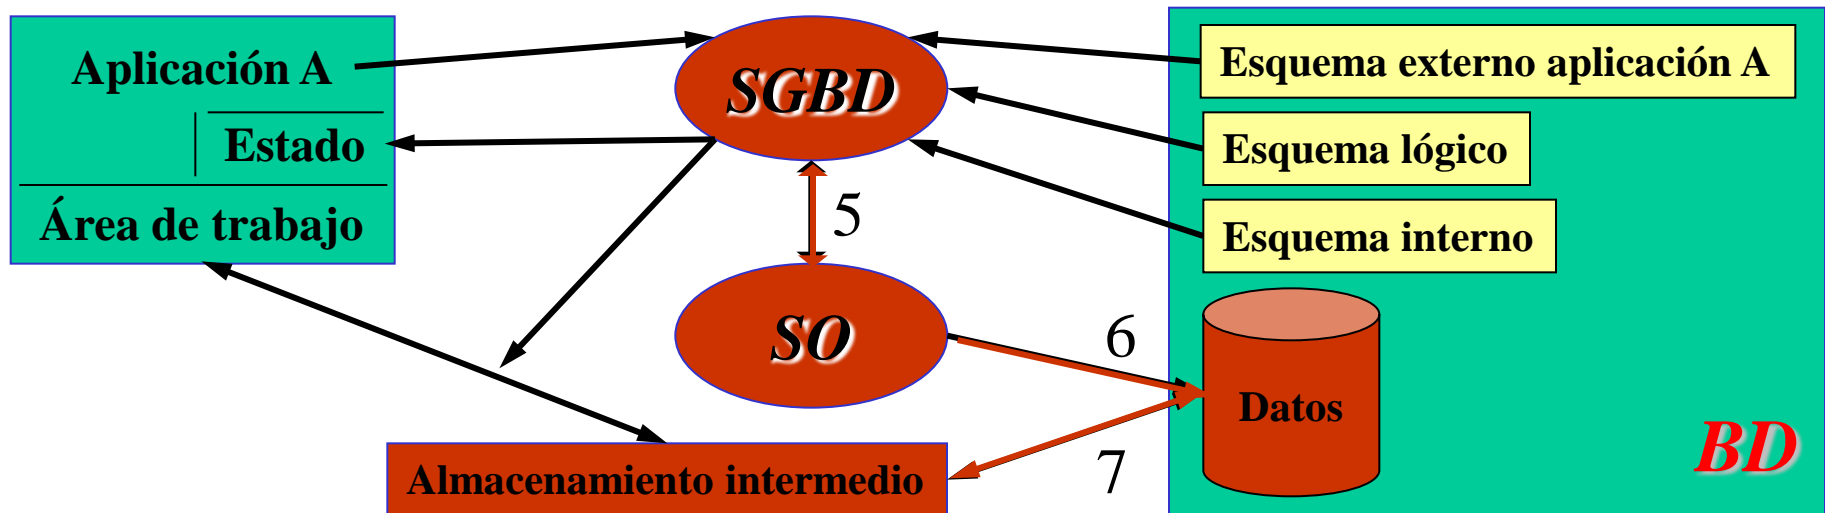 Aplicación A
Estado
Área de trabajo
SGBD
5
SO
6
7
Almacenamiento intermedio
Esquema externo aplicación A
Esquema lógico
Esquema interno
Datos
BD